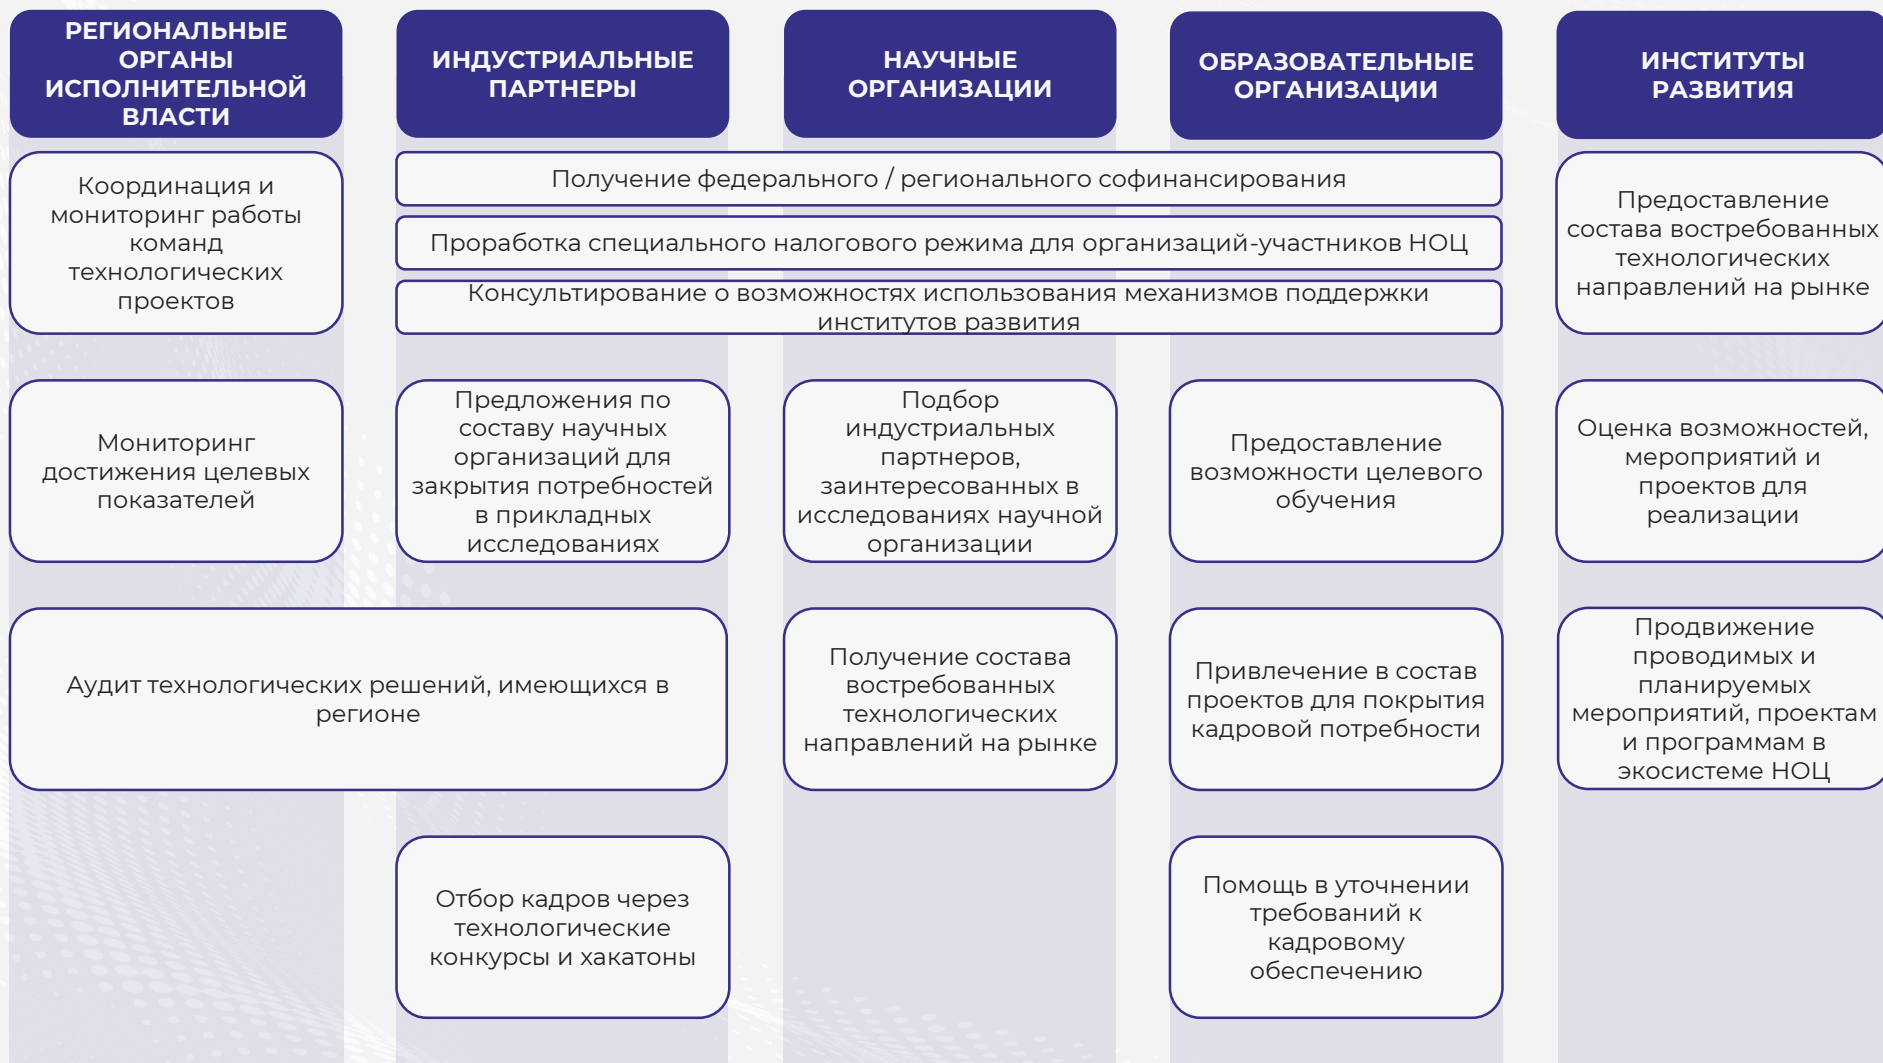 РЕГИОНАЛЬНЫЕ
ОРГАНЫ
ИСПОЛНИТЕЛЬНОЙ
ВЛАСТИ
ИНДУСТРИАЛЬНЫЕ
ПАРТНЕРЫ
НАУЧНЫЕ
ОРГАНИЗАЦИИ
ОБРАЗОВАТЕЛЬНЫЕ
ОРГАНИЗАЦИИ
ИНСТИТУТЫ
РАЗВИТИЯ
Координация и
мониторинг работы
команд
технологических
проектов
Получение федерального / регионального софинансирования
Проработка специального налогового режима для организаций-участников НОЦ
Консультирование о возможностях использования механизмов поддержки
институтов развития
Предоставление
состава востребованных
технологических
направлений на рынке
Мониторинг
достижения целевых
показателей
Предложения по
составу научных
организаций для
закрытия потребностей
в прикладных
исследованиях
Подбор
индустриальных
партнеров,
заинтересованных в
исследованиях научной
организации
Предоставление
возможности целевого
обучения
Оценка возможностей,
мероприятий и
проектов для
реализации
Аудит технологических решений, имеющихся в
регионе
Получение состава
востребованных
технологических
направлений на рынке
Привлечение в состав
проектов для покрытия
кадровой потребности
Продвижение
проводимых и
планируемых
мероприятий, проектам
и программам в
экосистеме НОЦ
Отбор кадров через
технологические
конкурсы и хакатоны
Помощь в уточнении
требований к
кадровому
обеспечению